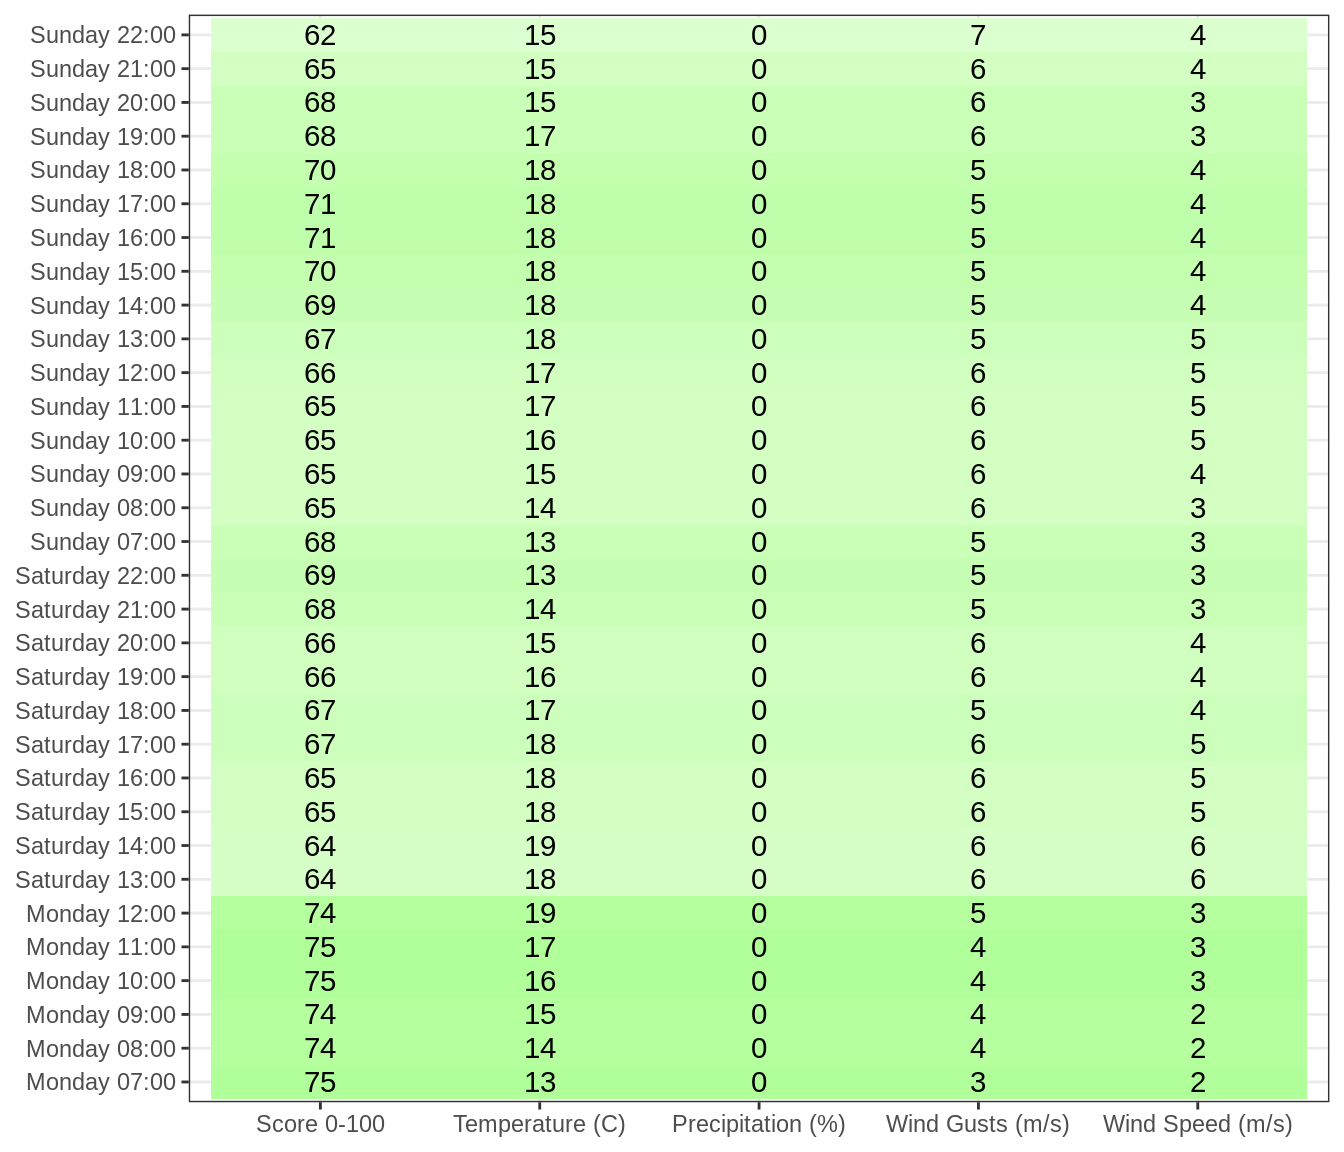 Sunday 22:00 62 15 0 7 4
Sunday 21:00 65 15 0 6 4
Sunday 20:00 68 15 0 6 3
Sunday 19:00 68 17 0 6 3
Sunday 18:00 70 18 0 5 4
Sunday 17:00 71 18 0 5 4
Sunday 16:00 71 18 0 5 4
Sunday 15:00 70 18 0 5 4
Sunday 14:00 69 18 0 5 4
Sunday 13:00 67 18 0 5 5
Sunday 12:00 66 17 0 6 5
Sunday 11:00 65 17 0 6 5
Sunday 10:00 65 16 0 6 5
Sunday 09:00 65 15 0 6 4
Sunday 08:00 65 14 0 6 3
Sunday 07:00 68 13 0 5 3
Saturday 22:00 69 13 0 5 3
Saturday 21:00 68 14 0 5 3
Saturday 20:00 66 15 0 6 4
Saturday 19:00 66 16 0 6 4
Saturday 18:00 67 17 0 5 4
Saturday 17:00 67 18 0 6 5
Saturday 16:00 65 18 0 6 5
Saturday 15:00 65 18 0 6 5
Saturday 14:00 64 19 0 6 6
Saturday 13:00 64 18 0 6 6
Monday 12:00 74 19 0 5 3
Monday 11:00 75 17 0 4 3
Monday 10:00 75 16 0 4 3
Monday 09:00 74 15 0 4 2
Monday 08:00 74 14 0 4 2
Monday 07:00 75 13 0 3 2
Score 0-100 Temperature (C) Precipitation (%) Wind Gusts (m/s) Wind Speed (m/s)